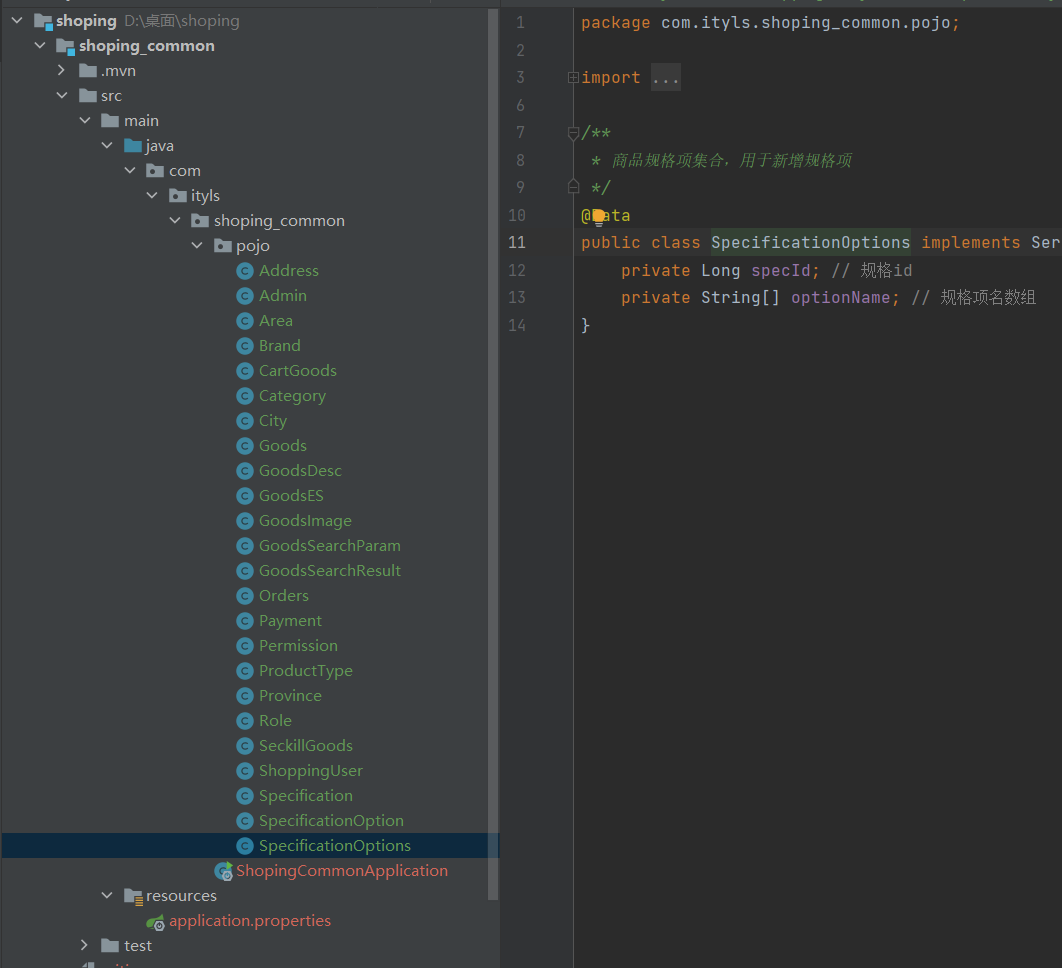 shoping D:\桌面\shoping
shoping_common
.mvn
src
main
java
com
ityls
shoping_common
pojo
Address
Admin
Area
Brand
CartGoods
Category
City
Goods
GoodsDesc
GoodsES
GoodsImage
GoodsSearchParam
GoodsSearchResult
Orders
Payment
Permission
ProductType
Province
Role
SeckillGoods
ShoppingUser
Specification
SpecificationOption
SpecificationOptions
ShopingCommonApplication
resources
application.properties
test
1 package com.ityls.shoping_common.pojo;
2
3 import ...
6
7 /**
8 * 商品规格项集合，用于新增规格项
9 */
10
11 public class SpecificationOptions implements Ser
12 private Long specId; // 规格id
13 private String[] optionName; // 规格项名数组
14 }